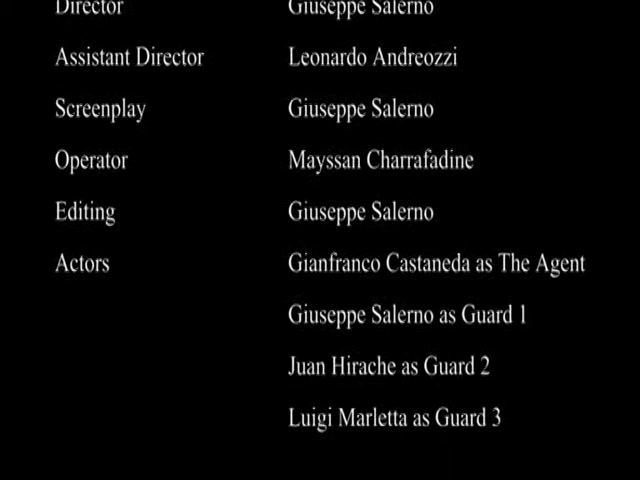 Director Giuseppe Salerno
Assistant Director Leonardo Andreozzi
Screenplay Giuseppe Salerno
Operator Mayssan Charrafadine
Editing Giuseppe Salerno
Actors Gianfranco Castaneda as The Agent
Giuseppe Salerno as Guard 1
Juan Hirache as Guard 2
Luigi Marletta as Guard 3